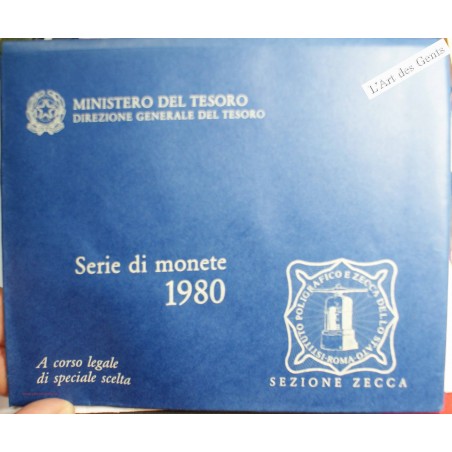 L'Art des Gents
MINISTERO DEL TESORO
DIREZIONE GENERALE DEL TESORO
Serie di monete
1980
A corso legale
di speciale scelta
ISTITUTO POLIGRAFICO E ZECCA DELLO STATO-ROMA
SEZIONE ZECCA